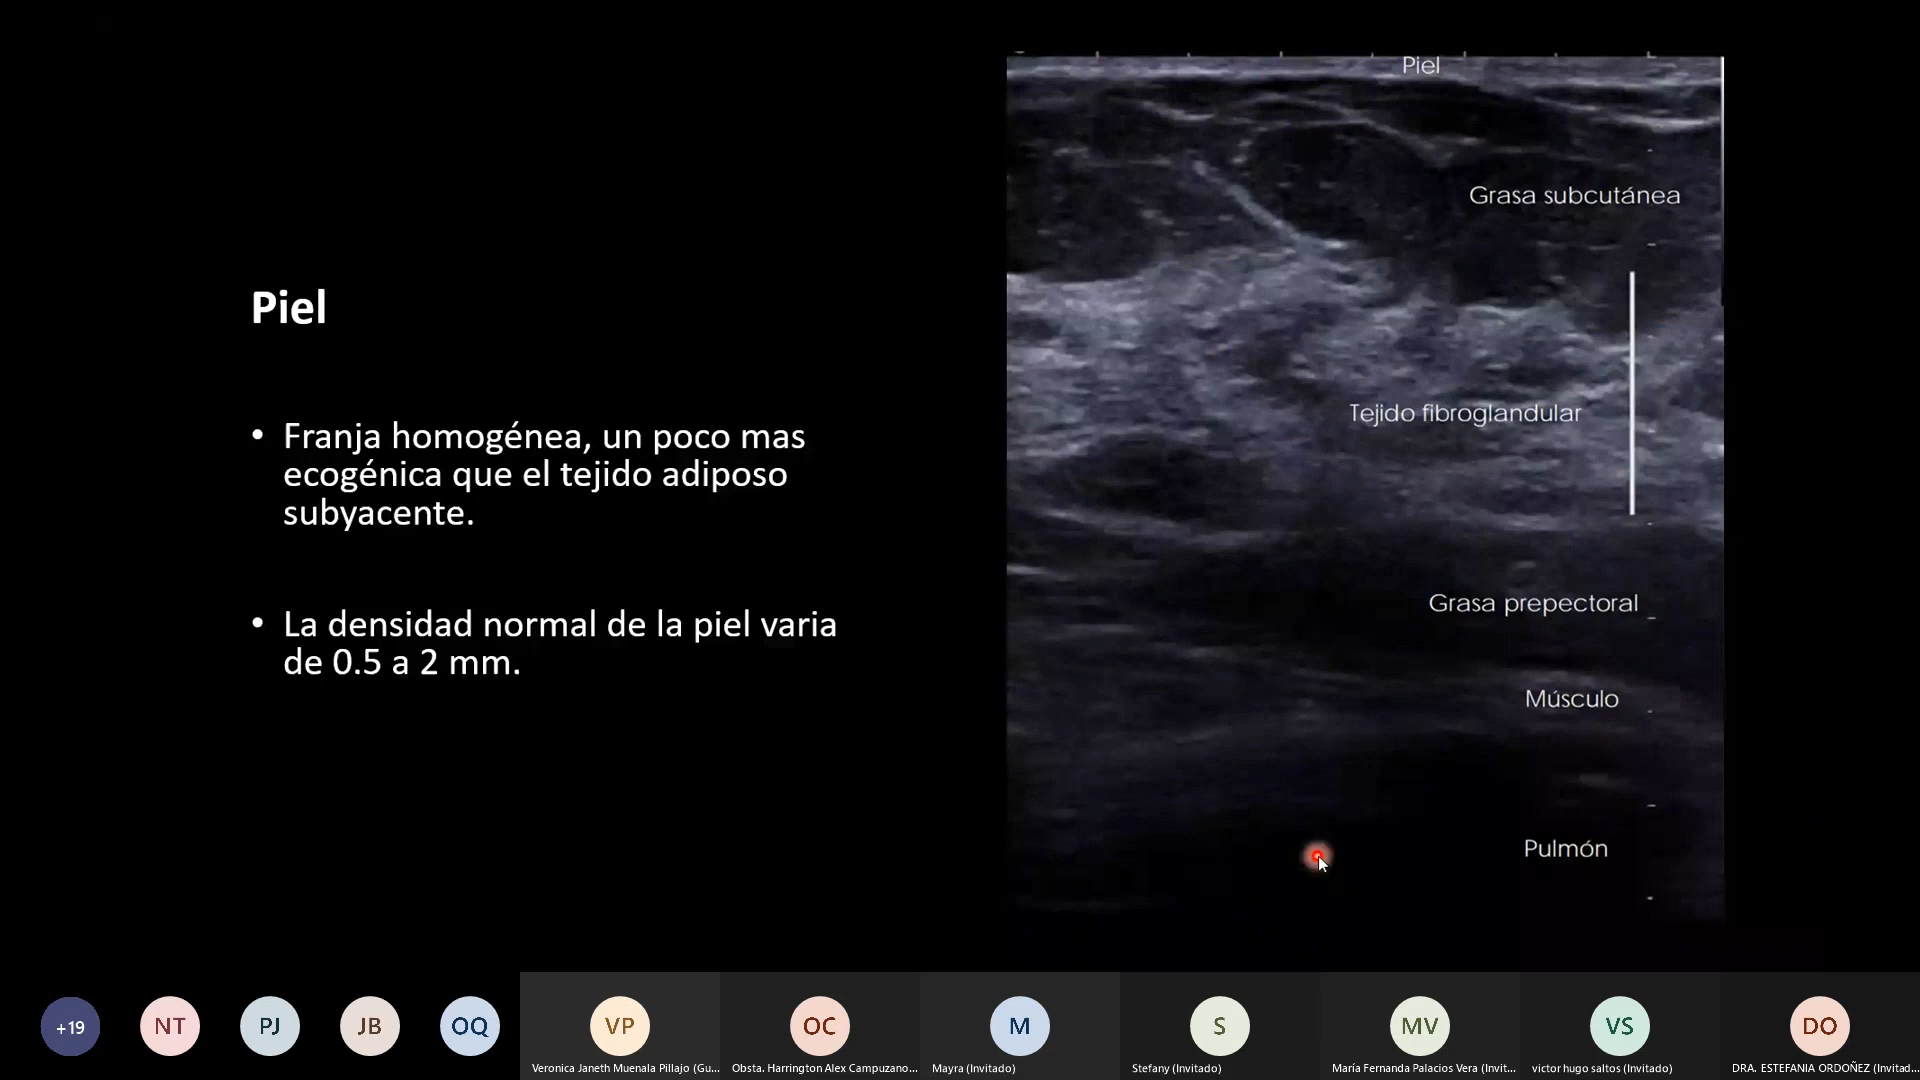 Piel
Franja homogénea, un poco mas
ecogénica que el tejido adiposo
subyacente.
La densidad normal de la piel varia
de 0.5 a 2 mm.
Piel
Grasa subcutánea
Tejido fibroglandular
Grasa prepectoral
Músculo
Pulmón
+19
NT
PJ
JB
OQ
VP
OC
M
S
MV
VS
DO
Veronica Janeth Muenala Pillajo (Gu...
Obsta. Harrington Alex Campuzano...
Mayra (Invitado)
Stefany (Invitado)
María Fernanda Palacios Vera (Invit...
victor hugo saltos (Invitado)
DRA. ESTEFANIA ORDOÑEZ (Invitad...